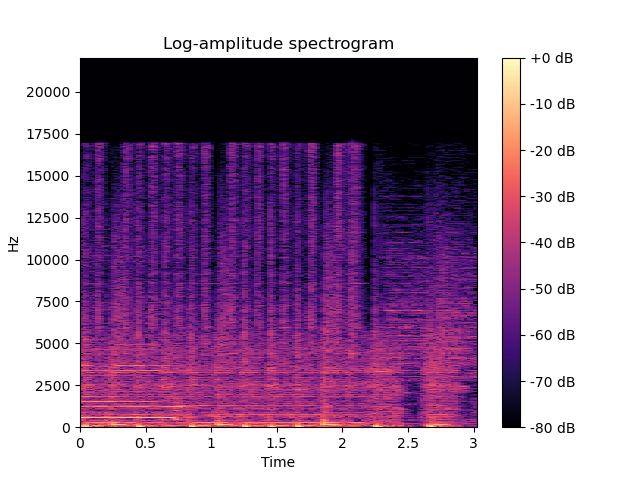 Log-amplitude spectrogram
Hz
20000
17500
15000
12500
10000
7500
5000
2500
0
0 0.5 1 1.5 2 2.5 3
Time
+0 dB
-10 dB
-20 dB
-30 dB
-40 dB
-50 dB
-60 dB
-70 dB
-80 dB